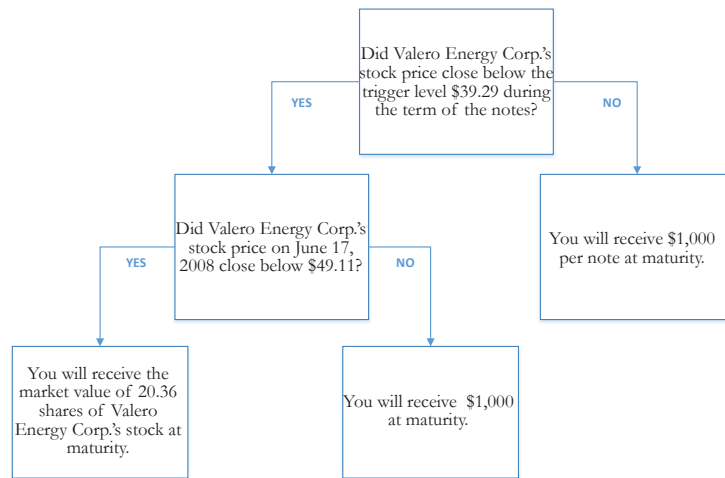 Did Valero Energy Corp.'s
stock price close below the
trigger level $39.29 during
the term of the notes?
YES
NO
Did Valero Energy Corp.'s
stock price on June 17,
2008 close below $49.11?
You will receive $1,000
per note at maturity.
YES
NO
You will receive the
market value of 20.36
shares of Valero
Energy Corp.'s stock at
maturity.
You will receive $1,000
at maturity.